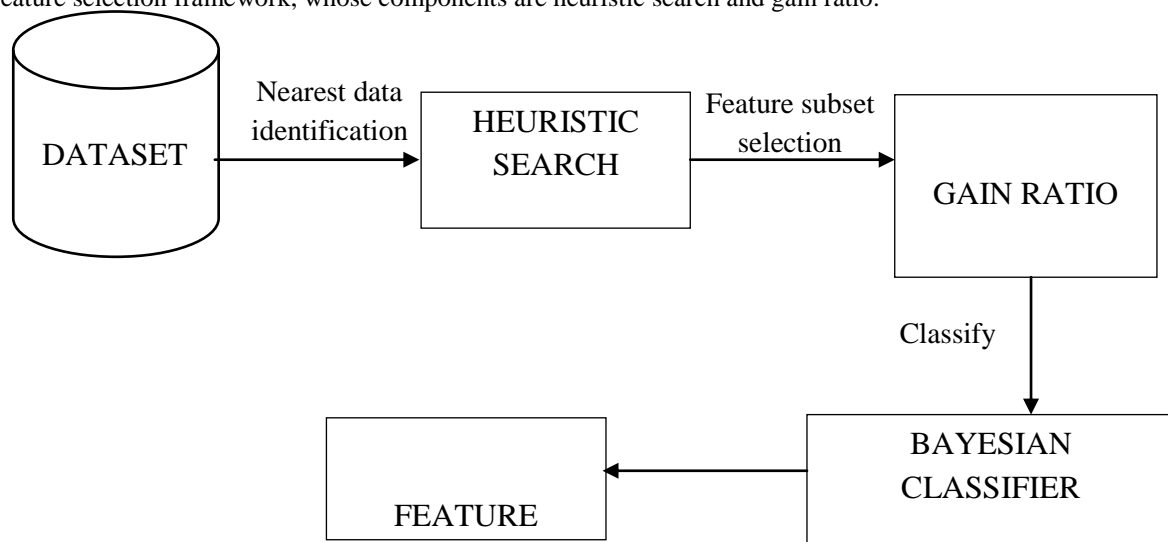 eature selection framework, whose components are heuristic search and gain ratio.
DATASET
Nearest data
identification
HEURISTIC
SEARCH
Feature subset
selection
GAIN RATIO
Classify
BAYESIAN
CLASSIFIER
FEATURE